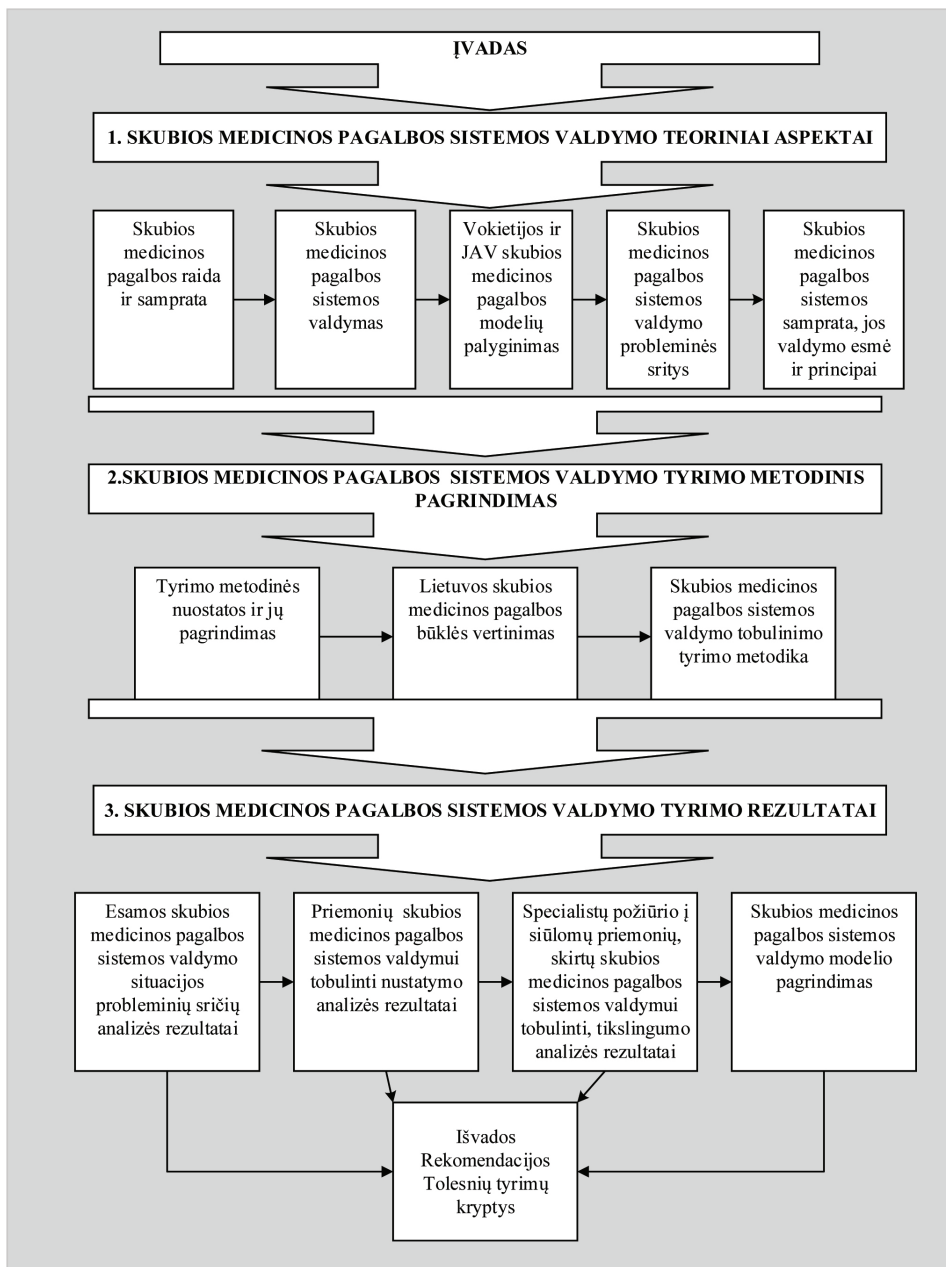 ĮVADAS
1. SKUBIOS MEDICINOS PAGALBOS SISTEMOS VALDYMO TEORINIAI ASPEKTAI
Skubios
medicinos
pagalbos raida
ir samprata
Skubios
medicinos
pagalbos
sistemos
valdymas
Vokietijos ir
JAV skubios
medicinos
pagalbos
modelių
palyginimas
Skubios
medicinos
pagalbos
sistemos
valdymo
probleminės
sritys
Skubios
medicinos
pagalbos
sistemos
samprata, jos
valdymo esmė
ir principai
2.SKUBIOS MEDICINOS PAGALBOS SISTEMOS VALDYMO TYRIMO METODINIS
PAGRINDIMAS
Tyrimo metodinės
nuostatos ir jų
pagrindimas
Lietuvos skubios
medicinos pagalbos
būklės vertinimas
Skubios medicinos
pagalbos sistemos
valdymo tobulinimo
tyrimo metodika
3. SKUBIOS MEDICINOS PAGALBOS SISTEMOS VALDYMO TYRIMO REZULTATAI
Esamos skubios
medicinos pagalbos
sistemos valdymo
situacijos
probleminių sričių
analizės rezultatai
Priemonių skubios
medicinos pagalbos
sistemos valdymui
tobulinti nustatymo
analizės rezultatai
Specialistų požiūrio į
siūlomų priemonių,
skirtų skubios
medicinos pagalbos
sistemos valdymui
tobulinti, tikslingumo
analizės rezultatai
Skubios medicinos
pagalbos sistemos
valdymo modelio
pagrindimas
Išvados
Rekomendacijos
Tolesnių tyrimų
kryptys